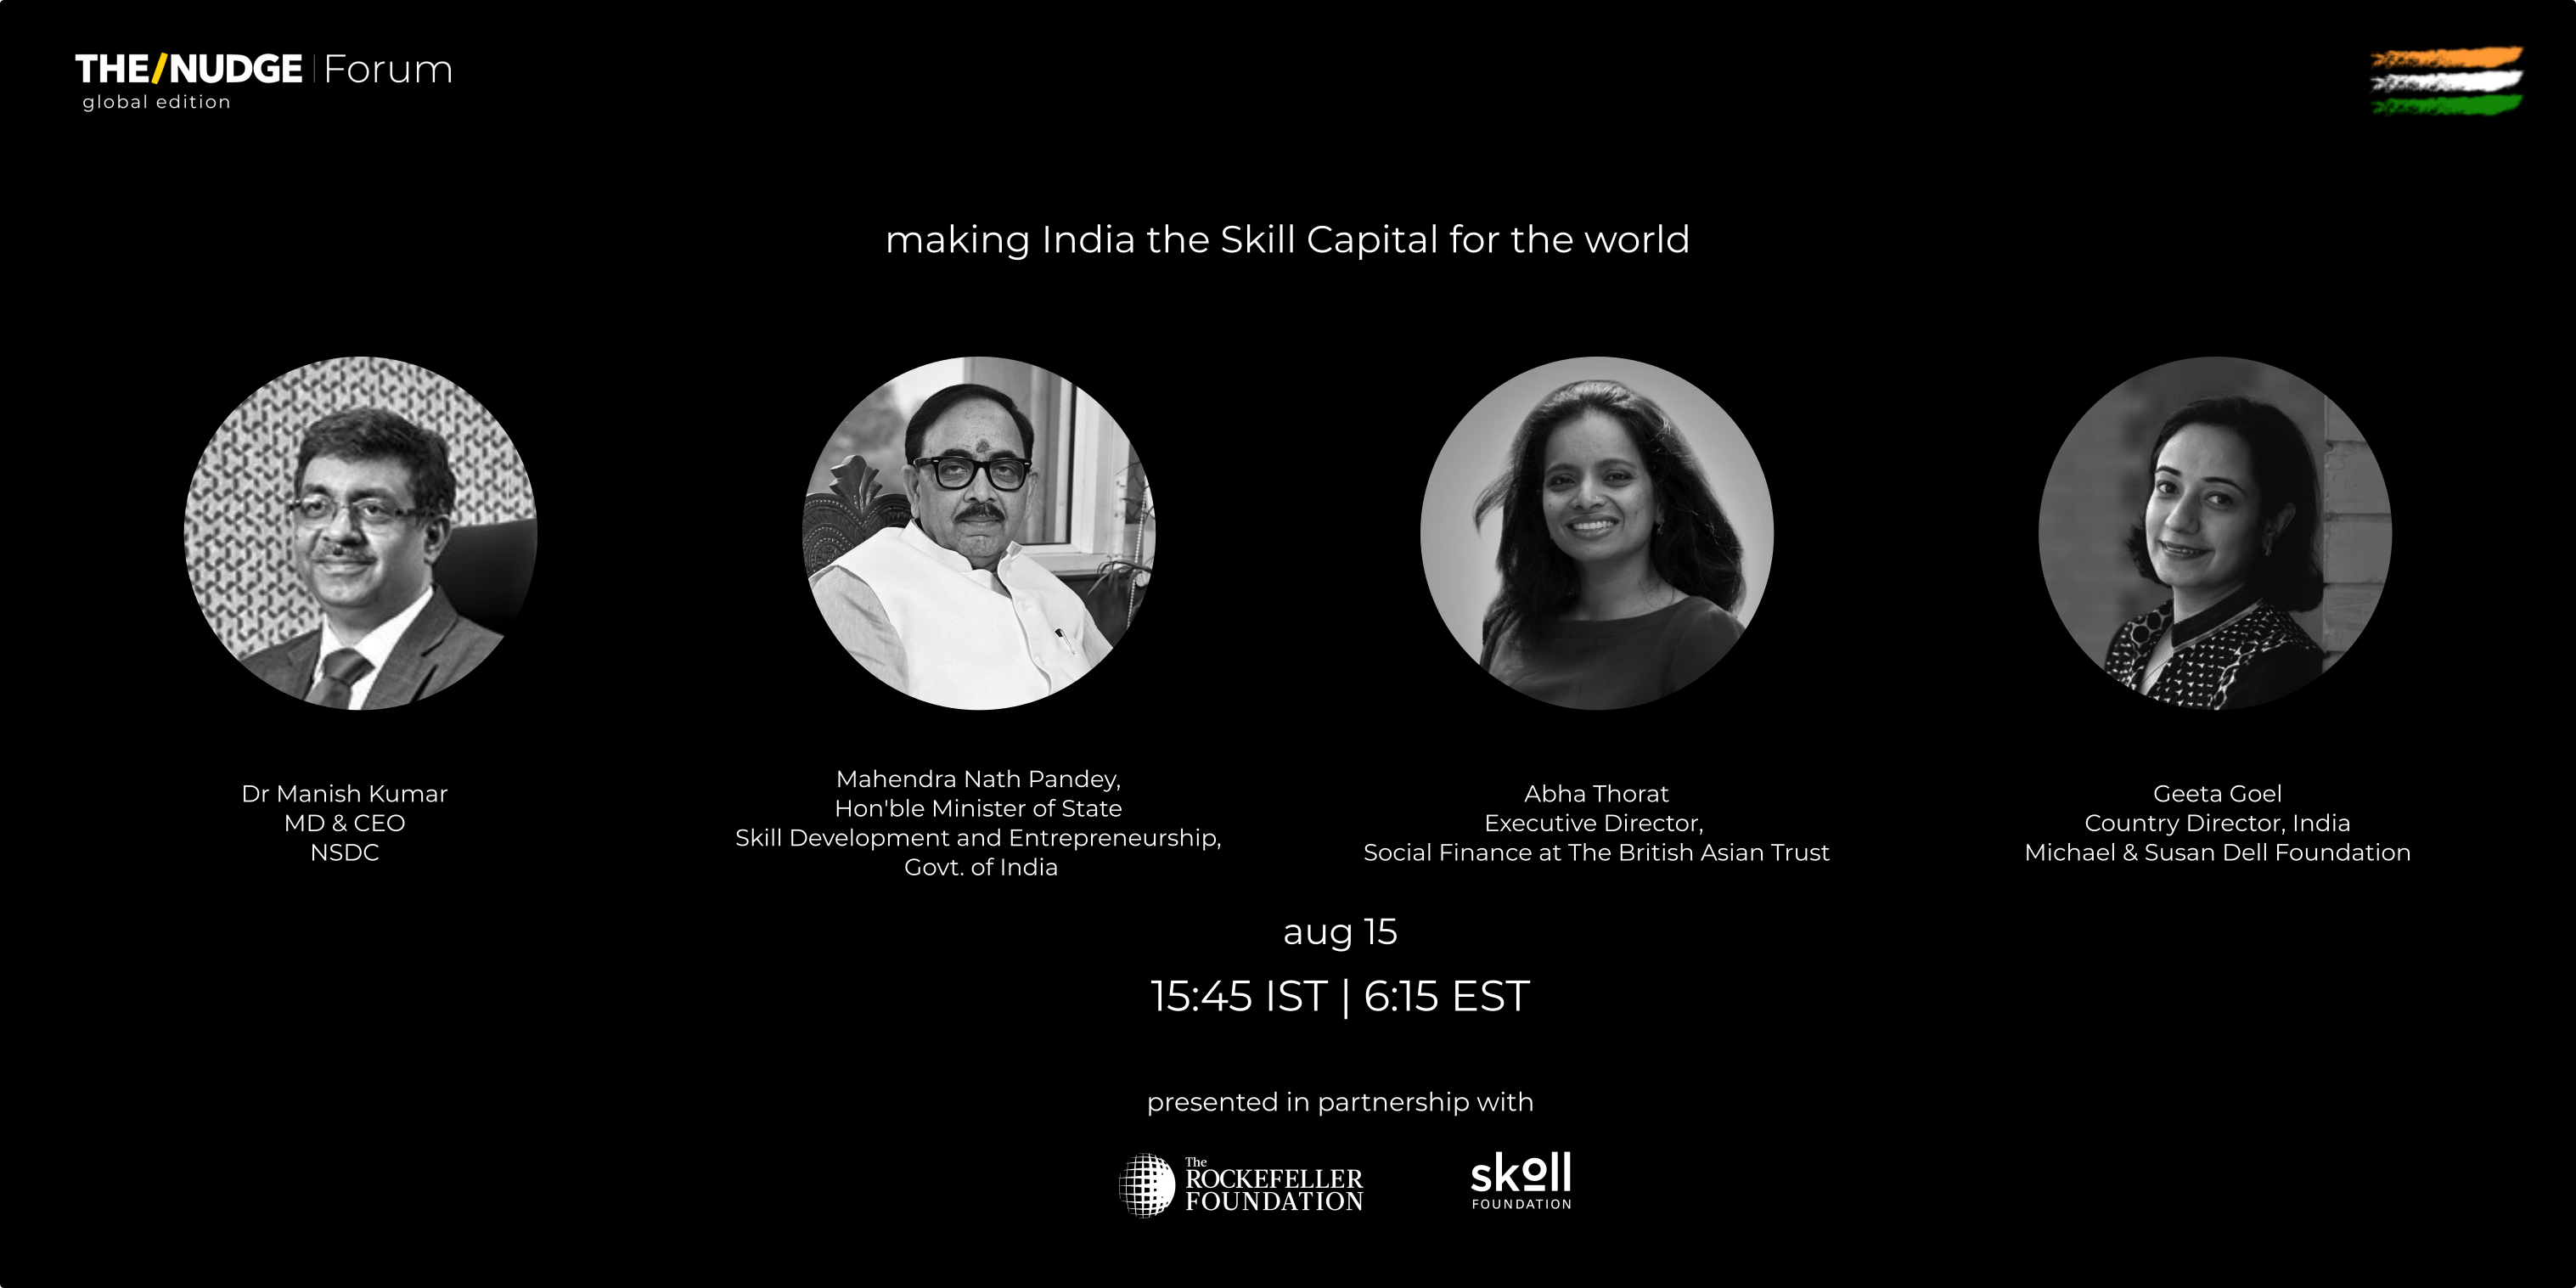 THE/NUDGE | Forum
global edition
making India the Skill Capital for the world
Dr Manish Kumar
MD & CEO
NSDC
Mahendra Nath Pandey,
Hon'ble Minister of State
Skill Development and Entrepreneurship,
Govt. of India
Abha Thorat
Executive Director,
Social Finance at The British Asian Trust
Geeta Goel
Country Director, India
Michael & Susan Dell Foundation
aug 15
15:45 IST | 6:15 EST
presented in partnership with
The
ROCKEFELLER
FOUNDATION
skoll
FOUNDATION